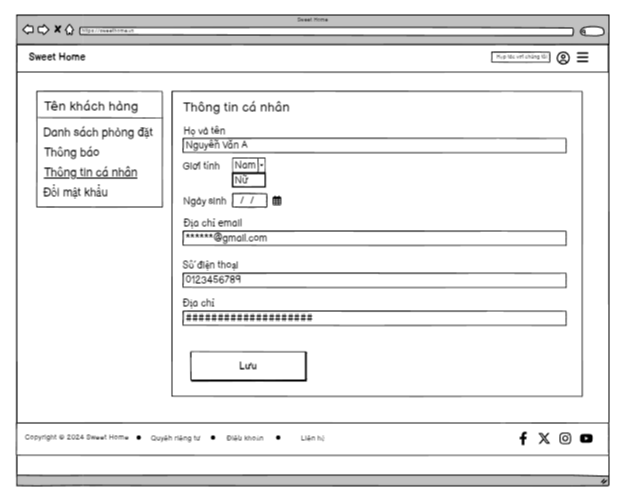 Sweet Home
https://sweethome.vn
Sweet Home
Hợp tác với chúng tôi
Tên khách hàng
Danh sách phòng đặt
Thông báo
Thông tin cá nhân
Đổi mật khẩu
Thông tin cá nhân
Họ và tên
Nguyễn Văn A
Giới tính Nam
Nữ
Ngày sinh / /
Địa chỉ email
******@gmail.com
Số điện thoại
0123456789
Địa chỉ
####################
Lưu
Copyright © 2024 Sweet Home • Quyền riêng tư • Điều khoản • Liên hệ